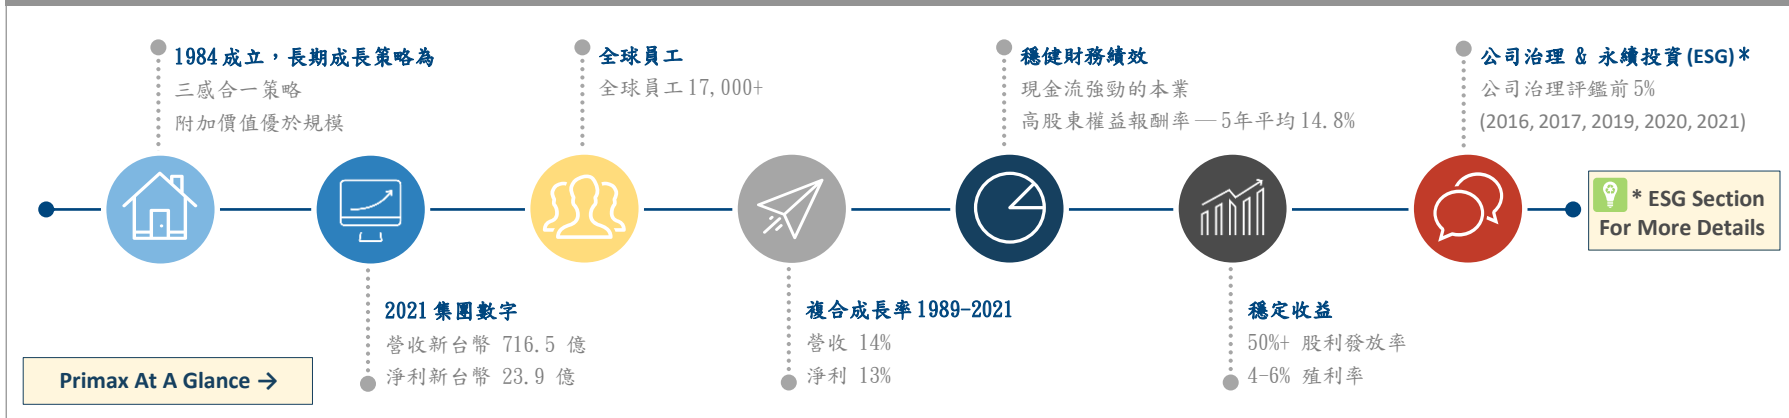 1984 成立，長期成長策略為
三感合一策略
附加價值優於規模
2021 集團數字
營收新台幣 716.5 億
淨利新台幣 23.9 億
全球員工
全球員工 17,000+
複合成長率 1989-2021
營收 14%
淨利 13%
穩健財務績效
現金流強勁的本業
高股東權益報酬率 — 5年平均 14.8%
穩定收益
50%+ 股利發放率
4-6% 殖利率
公司治理 & 永續投資 (ESG) *
公司治理評鑑前 5%
(2016, 2017, 2019, 2020, 2021)
* ESG Section
For More Details
Primax At A Glance →